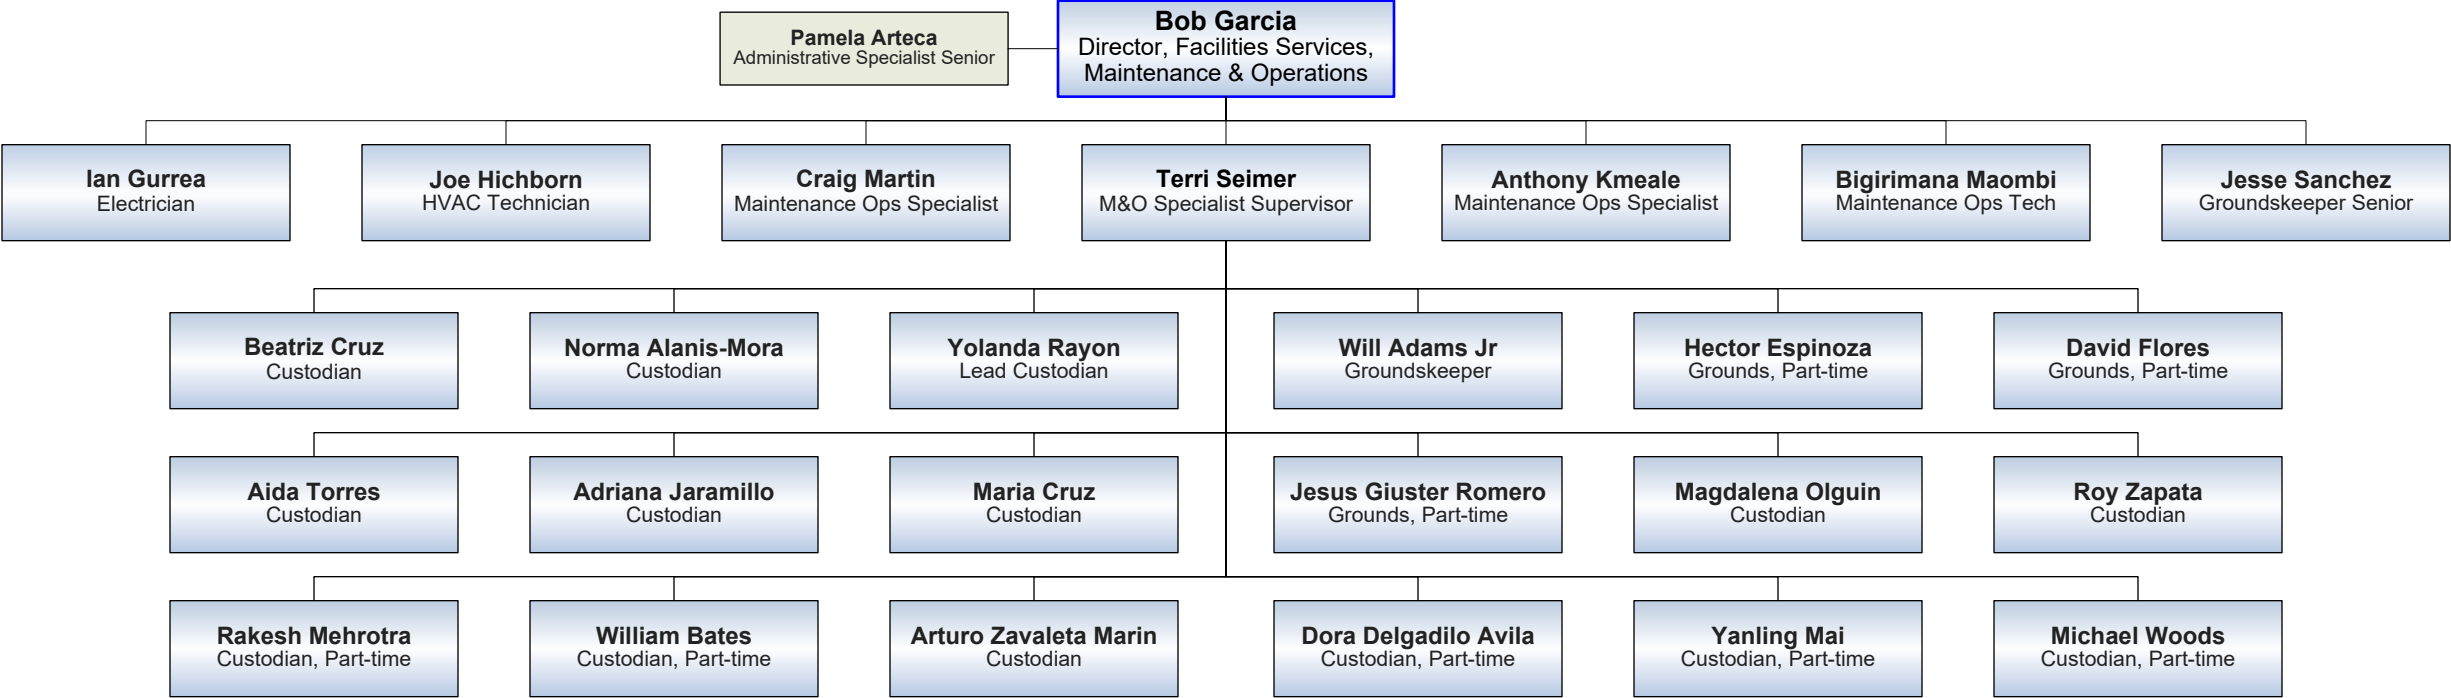 Pamela Arteca
Administrative Specialist Senior
Bob Garcia
Director, Facilities Services,
Maintenance & Operations
Ian Gurrea
Electrician
Joe Hichborn
HVAC Technician
Craig Martin
Maintenance Ops Specialist
Terri Seimer
M&O Specialist Supervisor
Anthony Kmeale
Maintenance Ops Specialist
Bigirimana Maombi
Maintenance Ops Tech
Jesse Sanchez
Groundskeeper Senior
Beatriz Cruz
Custodian
Norma Alanis-Mora
Custodian
Yolanda Rayon
Lead Custodian
Will Adams Jr
Groundskeeper
Hector Espinoza
Grounds, Part-time
David Flores
Grounds, Part-time
Aida Torres
Custodian
Adriana Jaramillo
Custodian
Maria Cruz
Custodian
Jesus Giuster Romero
Grounds, Part-time
Magdalena Olguin
Custodian
Roy Zapata
Custodian
Rakesh Mehrotra
Custodian, Part-time
William Bates
Custodian, Part-time
Arturo Zavaleta Marin
Custodian
Dora Delgadilo Avila
Custodian, Part-time
Yanling Mai
Custodian, Part-time
Michael Woods
Custodian, Part-time